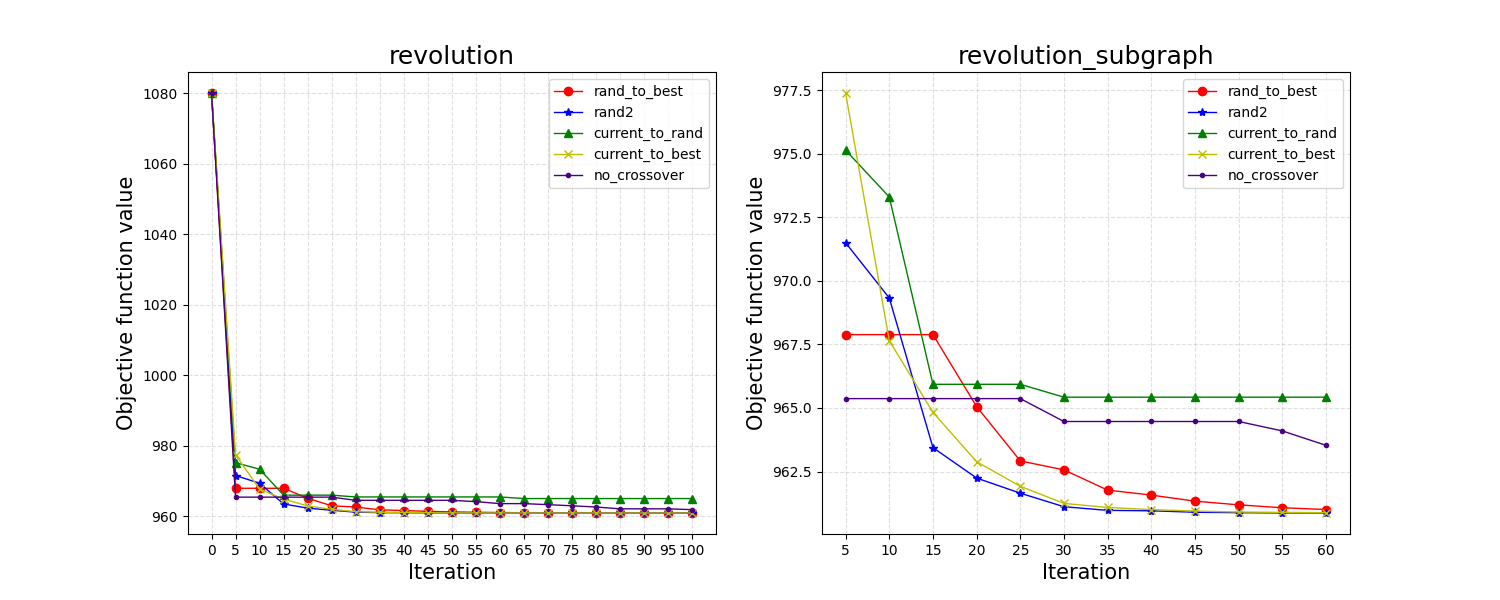 revolution
Objective function value
1080
1060
1040
1020
1000
980
960
0 5 10 15 20 25 30 35 40 45 50 55 60 65 70 75 80 85 90 95 100
Iteration
rand_to_best
rand2
current_to_rand
current_to_best
no_crossover
revolution_subgraph
Objective function value
977.5
975.0
972.5
970.0
967.5
965.0
962.5
5 10 15 20 25 30 35 40 45 50 55 60
Iteration
rand_to_best
rand2
current_to_rand
current_to_best
no_crossover